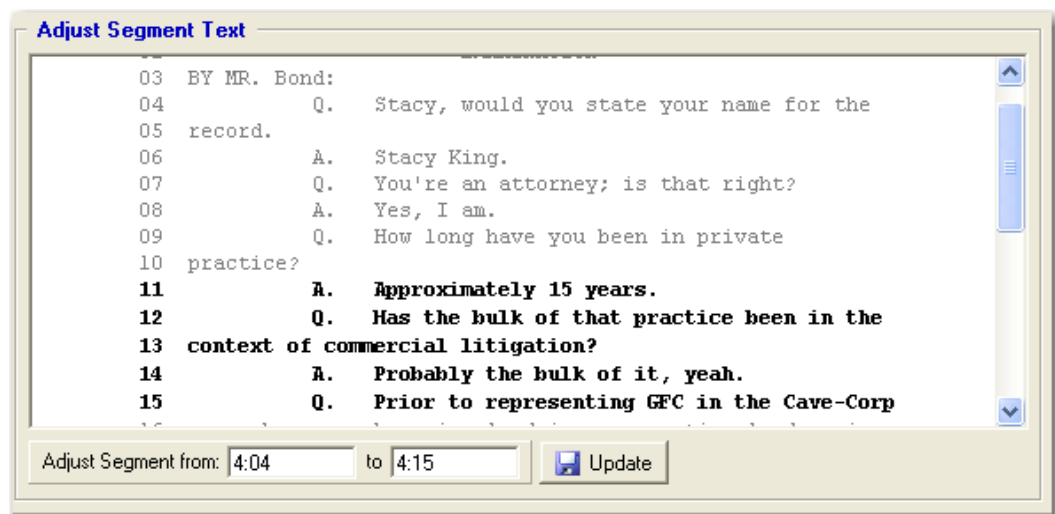 Adjust Segment Text
03 BY MR. Bond:
04 Q. Stacy, would you state your name for the
05 record.
06 A. Stacy King.
07 Q. You're an attorney; is that right?
08 A. Yes, I am.
09 Q. How long have you been in private
10 practice?
11 A. Approximately 15 years.
12 Q. Has the bulk of that practice been in the
13 context of commercial litigation?
14 A. Probably the bulk of it, yeah.
15 Q. Prior to representing GFC in the Cave-Corp
Adjust Segment from: 4:04 to 4:15 Update